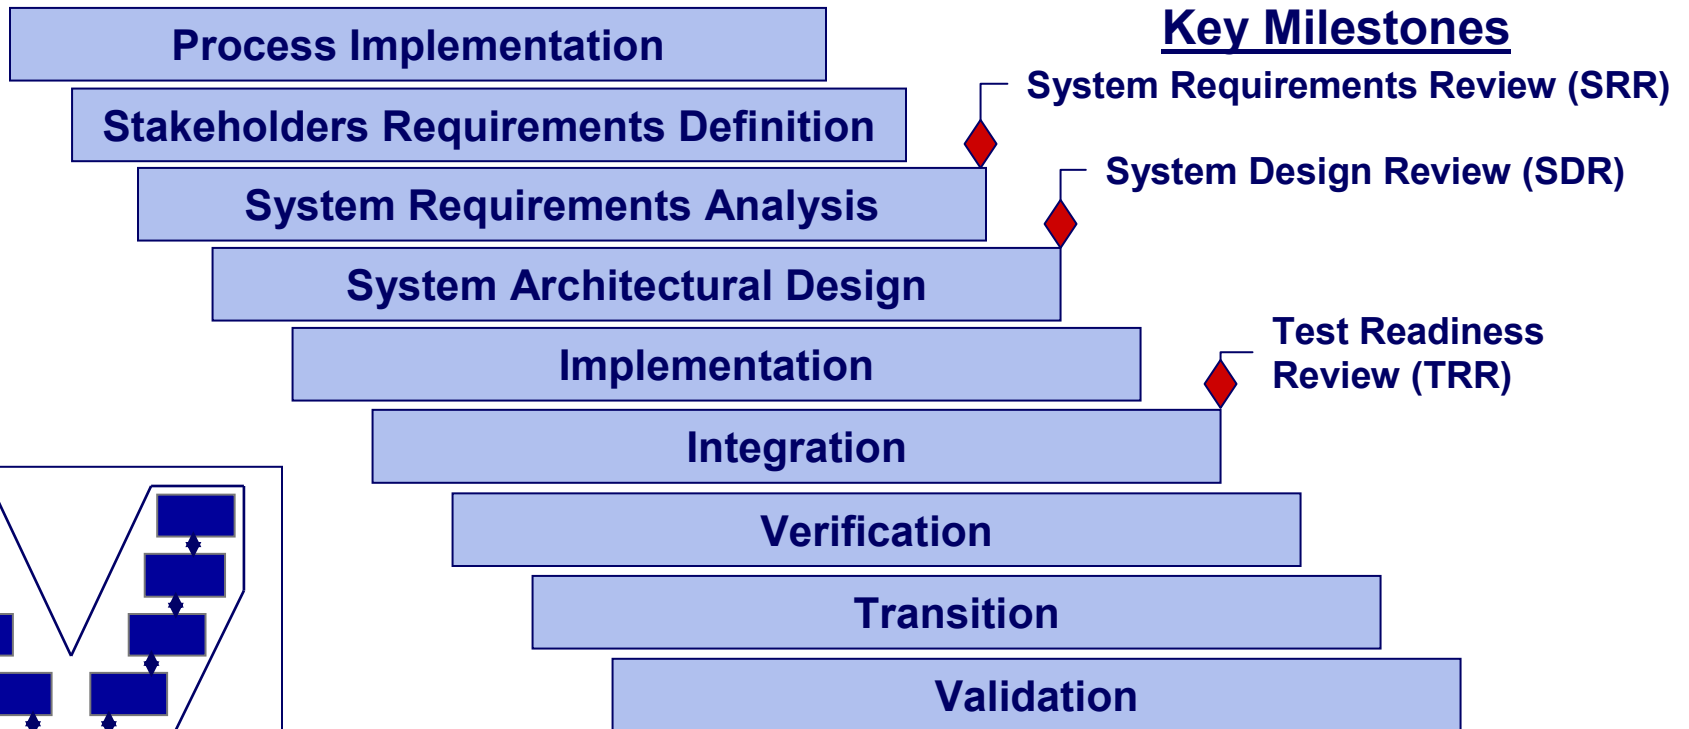 Process Implementation
Key Milestones
System Requirements Review (SRR)
Stakeholders Requirements Definition
System Design Review (SDR)
System Requirements Analysis
System Architectural Design
Test Readiness
Review (TRR)
Implementation
Integration
Verification
Transition
Validation